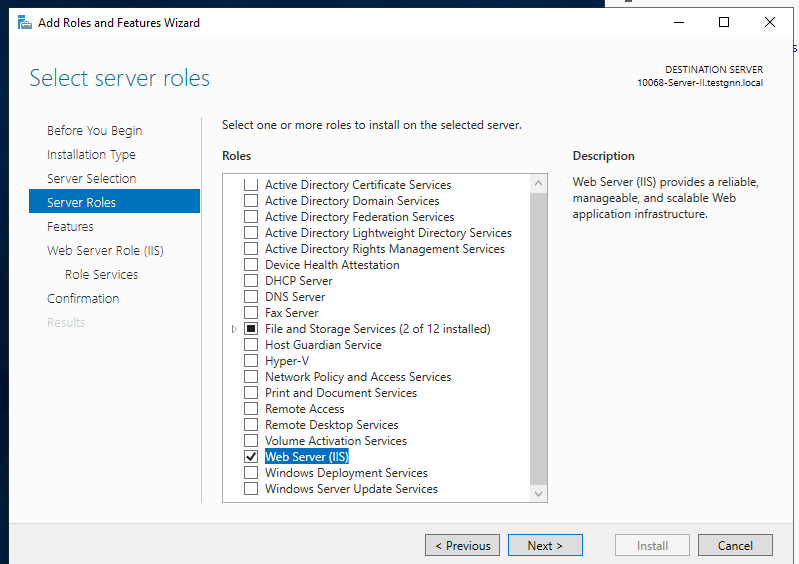 Add Roles and Features Wizard
Select server roles
DESTINATION SERVER
10068-Server-II.testgnn.local
Before You Begin
Installation Type
Server Selection
Server Roles
Features
Web Server Role (IIS)
Role Services
Confirmation
Results
Select one or more roles to install on the selected server.
Roles
Active Directory Certificate Services
Active Directory Domain Services
Active Directory Federation Services
Active Directory Lightweight Directory Services
Active Directory Rights Management Services
Device Health Attestation
DHCP Server
DNS Server
Fax Server
File and Storage Services (2 of 12 installed)
Host Guardian Service
Hyper-V
Network Policy and Access Services
Print and Document Services
Remote Access
Remote Desktop Services
Volume Activation Services
Web Server (IIS)
Windows Deployment Services
Windows Server Update Services
Description
Web Server (IIS) provides a reliable,
manageable, and scalable Web
application infrastructure.
< Previous
Next >
Install
Cancel